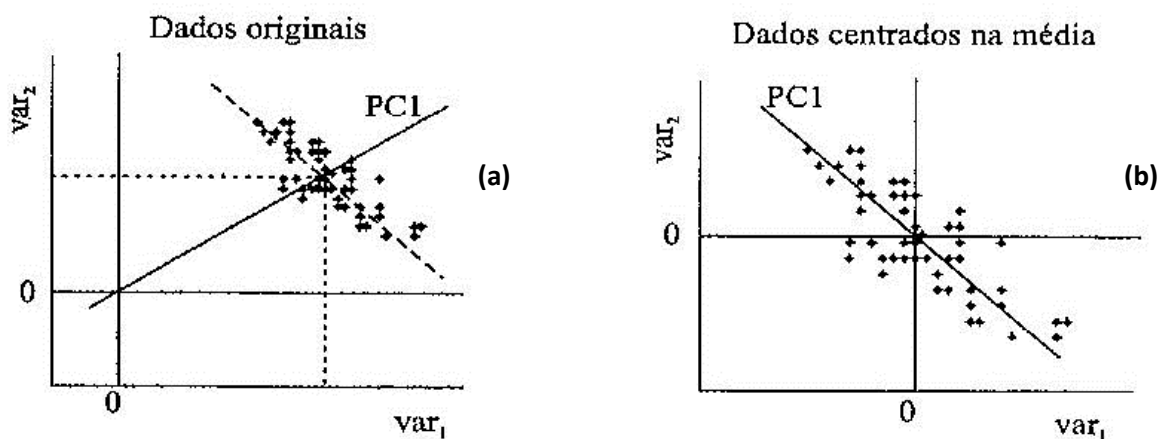 Dados originais
var₂
PC1
(a)
0
0
var₁
Dados centrados na média
PC1
var₂
(b)
0
0
var₁